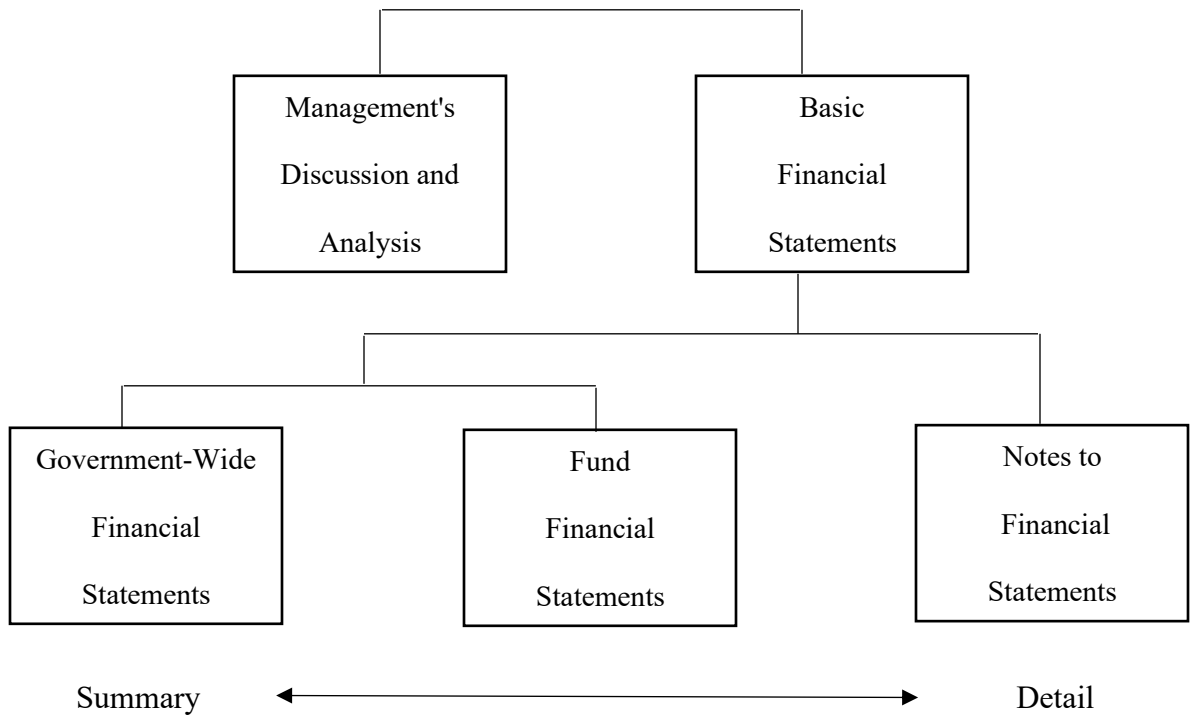 Management's
Discussion and
Analysis
Basic
Financial
Statements
Government-Wide
Financial
Statements
Fund
Financial
Statements
Notes to
Financial
Statements
Summary
Detail